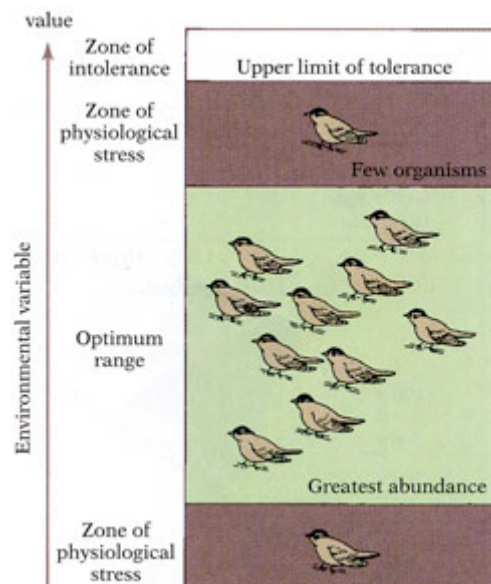 value
Zone of
intolerance
Upper limit of tolerance
Zone of
physiological
stress
Few organisms
Environmental variable
Optimum
range
Greatest abundance
Zone of
physiological
stress